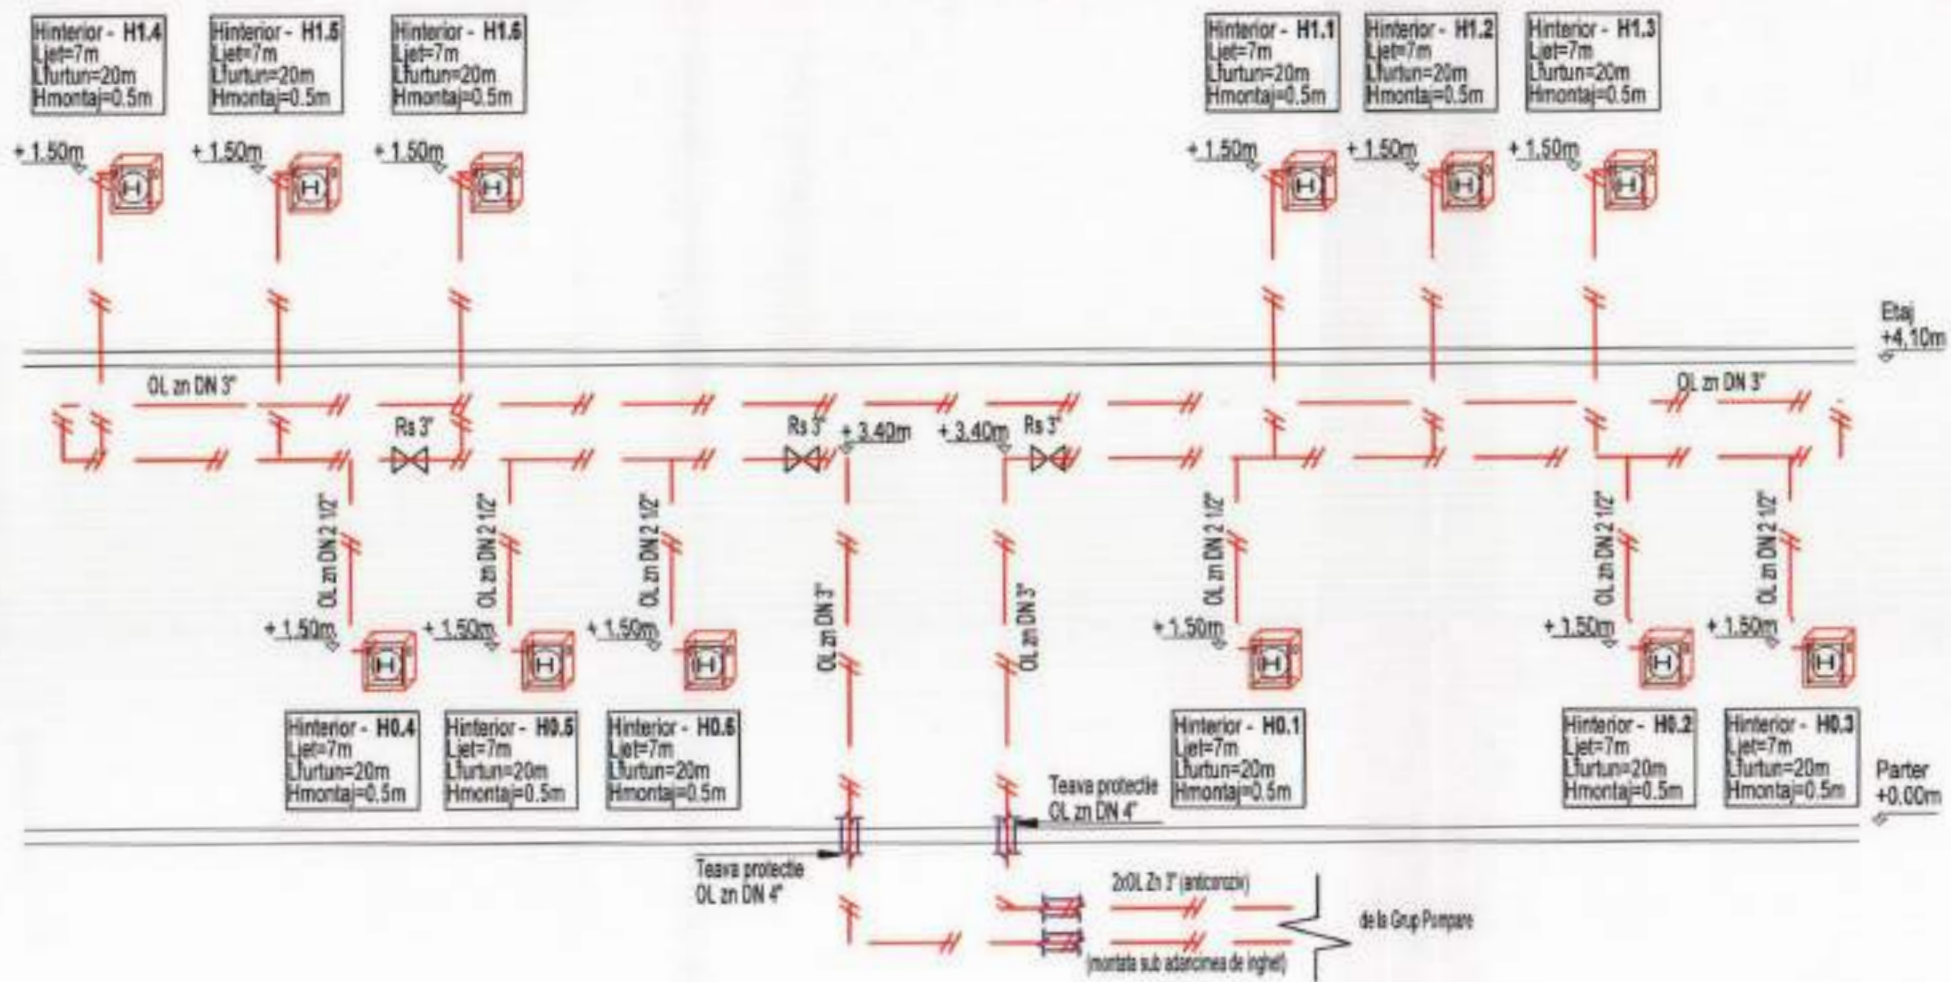 Hinterior - H1.4
Ljet=7m
Lfurtun=20m
Hmontaj=0.5m
Hinterior - H1.5
Ljet=7m
Lfurtun=20m
Hmontaj=0.5m
Hinterior - H1.6
Ljet=7m
Lfurtun=20m
Hmontaj=0.5m
Hinterior - H1.1
Ljet=7m
Lfurtun=20m
Hmontaj=0.5m
Hinterior - H1.2
Ljet=7m
Lfurtun=20m
Hmontaj=0.5m
Hinterior - H1.3
Ljet=7m
Lfurtun=20m
Hmontaj=0.5m
+ 1.50m
H
+ 1.50m
H
+ 1.50m
H
+ 1.50m
H
+ 1.50m
H
+ 1.50m
H
Etaj
+4,10m
OL zn DN 3"
OL zn DN 3"
Rs 3"
Rs 3"
+ 3.40m
+ 3.40m
Rs 3"
OL zn DN 2 1/2"
OL zn DN 2 1/2"
OL zn DN 2 1/2"
OL zn DN 3"
OL zn DN 3"
OL zn DN 2 1/2"
OL zn DN 2 1/2"
OL zn DN 2 1/2"
+ 1.50m
H
+ 1.50m
H
+ 1.50m
H
+ 1.50m
H
+ 1.50m
H
+ 1.50m
H
Hinterior - H0.4
Ljet=7m
Lfurtun=20m
Hmontaj=0.5m
Hinterior - H0.5
Ljet=7m
Lfurtun=20m
Hmontaj=0.5m
Hinterior - H0.6
Ljet=7m
Lfurtun=20m
Hmontaj=0.5m
Hinterior - H0.1
Ljet=7m
Lfurtun=20m
Hmontaj=0.5m
Hinterior - H0.2
Ljet=7m
Lfurtun=20m
Hmontaj=0.5m
Hinterior - H0.3
Ljet=7m
Lfurtun=20m
Hmontaj=0.5m
Parter
+0.00m
Teava protectie
OL zn DN 4"
Teava protectie
OL zn DN 4"
2xOL Zn 3" (anticoroziv)
de la Grup Pompare
(montata sub adancimea de inghet)